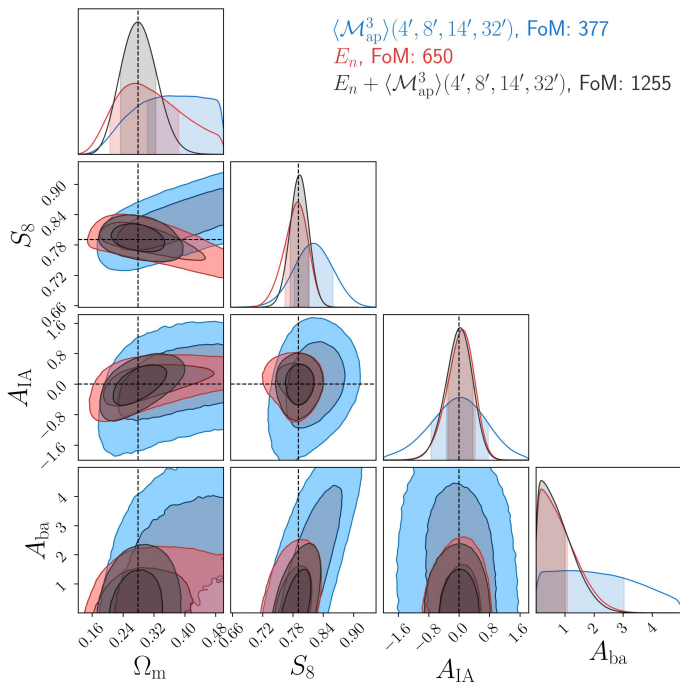 ⟨ℳ³ₐₚ⟩(4′, 8′, 14′, 32′), FoM: 377
Eₙ, FoM: 650
Eₙ + ⟨ℳ³ₐₚ⟩(4′, 8′, 14′, 32′), FoM: 1255
S₈
0.90
0.84
0.78
0.72
0.66
A_IA
1.6
0.8
0.0
−0.8
−1.6
A_ba
4
3
2
1
0.16 0.24 0.32 0.40 0.48
0.66 0.72 0.78 0.84 0.90
−1.6 −0.8 0.0 0.8 1.6
1 2 3 4
Ω_m S₈ A_IA A_ba